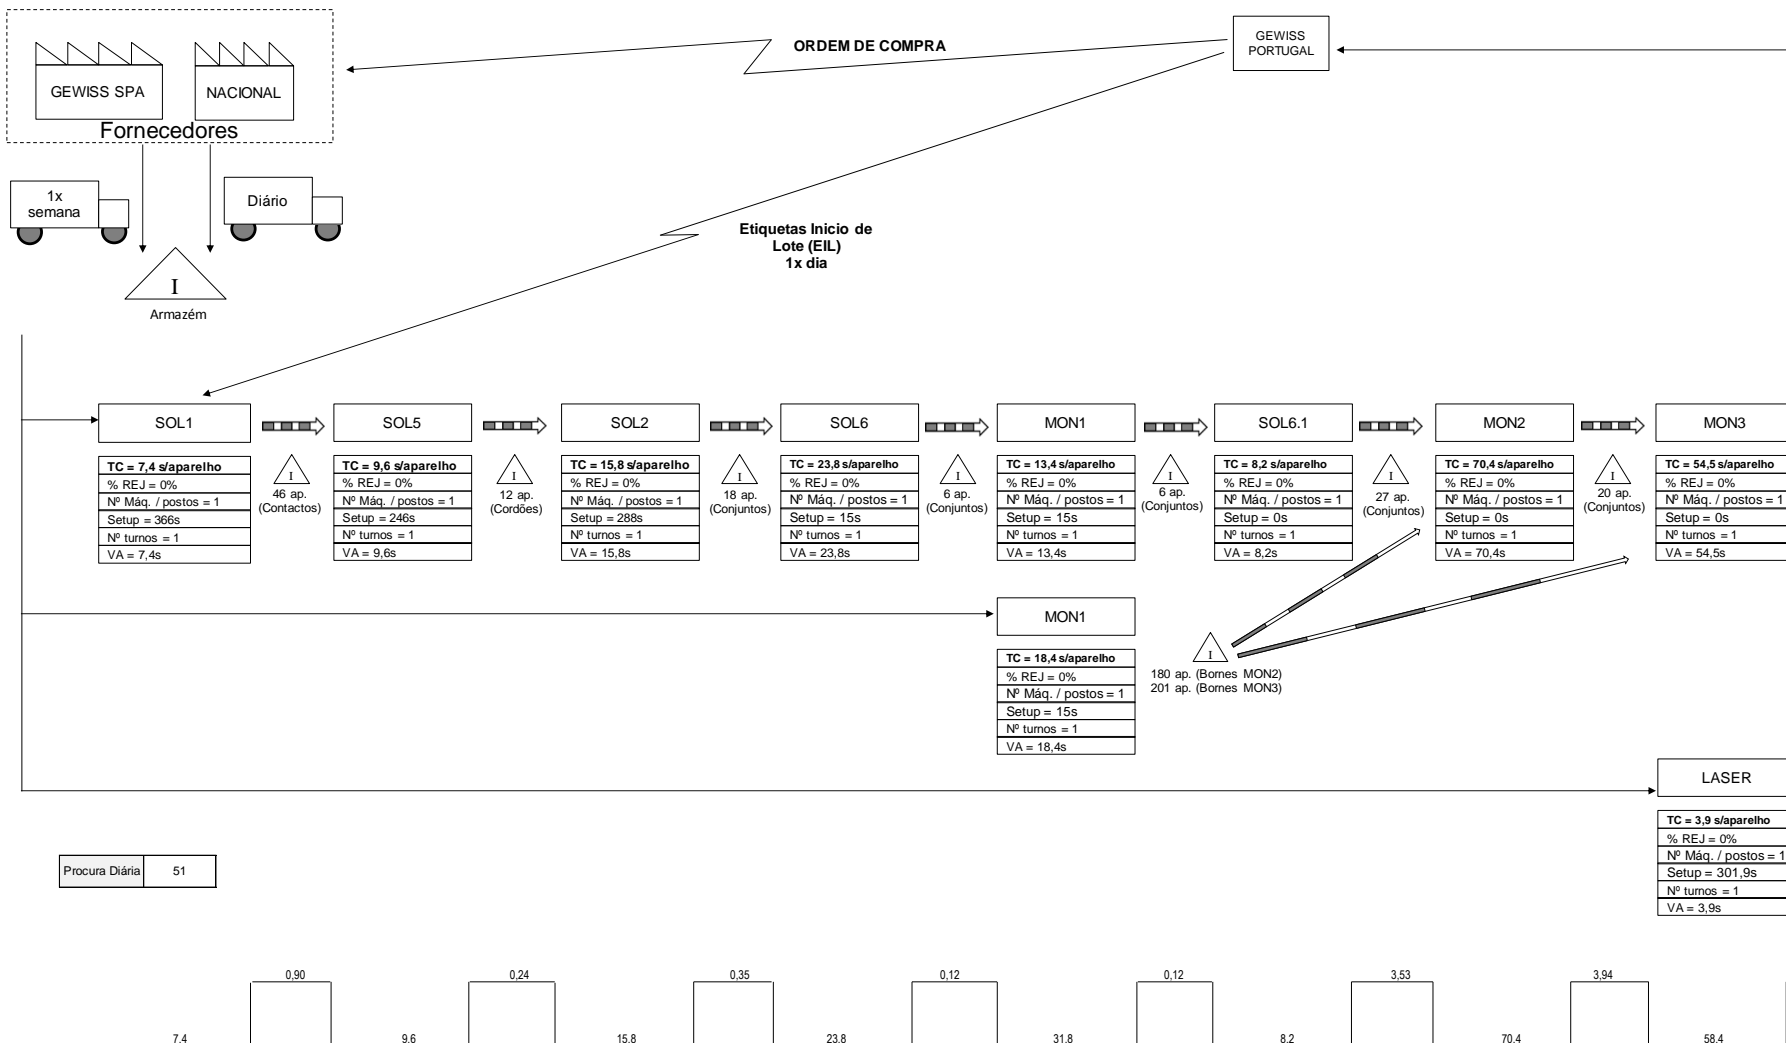 ORDEM DE COMPRA
GEWISS
PORTUGAL
GEWISS SPA
NACIONAL
Fornecedores
1x
semana
Diário
I
Armazém
Etiquetas Inicio de
Lote (EIL)
1x dia
SOL1
TC = 7,4 s/aparelho
% REJ = 0%
Nº Máq. / postos = 1
Setup = 366s
Nº turnos = 1
VA = 7,4s
I
46 ap.
(Contactos)
SOL5
TC = 9,6 s/aparelho
% REJ = 0%
Nº Máq. / postos = 1
Setup = 246s
Nº turnos = 1
VA = 9,6s
I
12 ap.
(Cordões)
SOL2
TC = 15,8 s/aparelho
% REJ = 0%
Nº Máq. / postos = 1
Setup = 288s
Nº turnos = 1
VA = 15,8s
I
18 ap.
(Conjuntos)
SOL6
TC = 23,8 s/aparelho
% REJ = 0%
Nº Máq. / postos = 1
Setup = 15s
Nº turnos = 1
VA = 23,8s
I
6 ap.
(Conjuntos)
MON1
TC = 13,4 s/aparelho
% REJ = 0%
Nº Máq. / postos = 1
Setup = 15s
Nº turnos = 1
VA = 13,4s
I
6 ap.
(Conjuntos)
SOL6.1
TC = 8,2 s/aparelho
% REJ = 0%
Nº Máq. / postos = 1
Setup = 0s
Nº turnos = 1
VA = 8,2s
I
27 ap.
(Conjuntos)
MON2
TC = 70,4 s/aparelho
% REJ = 0%
Nº Máq. / postos = 1
Setup = 0s
Nº turnos = 1
VA = 70,4s
I
20 ap.
(Conjuntos)
MON3
TC = 54,5 s/aparelho
% REJ = 0%
Nº Máq. / postos = 1
Setup = 0s
Nº turnos = 1
VA = 54,5s
MON1
TC = 18,4 s/aparelho
% REJ = 0%
Nº Máq. / postos = 1
Setup = 15s
Nº turnos = 1
VA = 18,4s
I
180 ap. (Bornes MON2)
201 ap. (Bornes MON3)
LASER
TC = 3,9 s/aparelho
% REJ = 0%
Nº Máq. / postos = 1
Setup = 301,9s
Nº turnos = 1
VA = 3,9s
Procura Diária 51
0,90 0,24 0,35 0,12 0,12 3,53 3,94
7,4 9,6 15,8 23,8 31,8 8,2 70,4 58,4